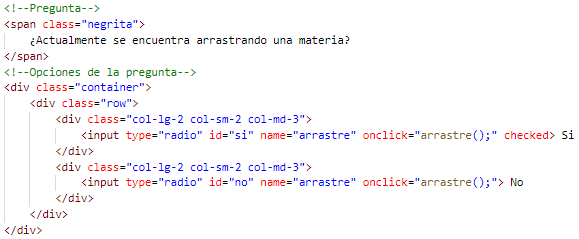 <!--Pregunta-->
<span class="negrita">
    ¿Actualmente se encuentra arrastrando una materia?
</span>
<!--Opciones de la pregunta-->
<div class="container">
    <div class="row">
        <div class="col-lg-2 col-sm-2 col-md-3">
            <input type="radio" id="si" name="arrastre" onclick="arrastre();" checked> Si
        </div>
        <div class="col-lg-2 col-sm-2 col-md-3">
            <input type="radio" id="no" name="arrastre" onclick="arrastre();"> No
        </div>
    </div>
</div>